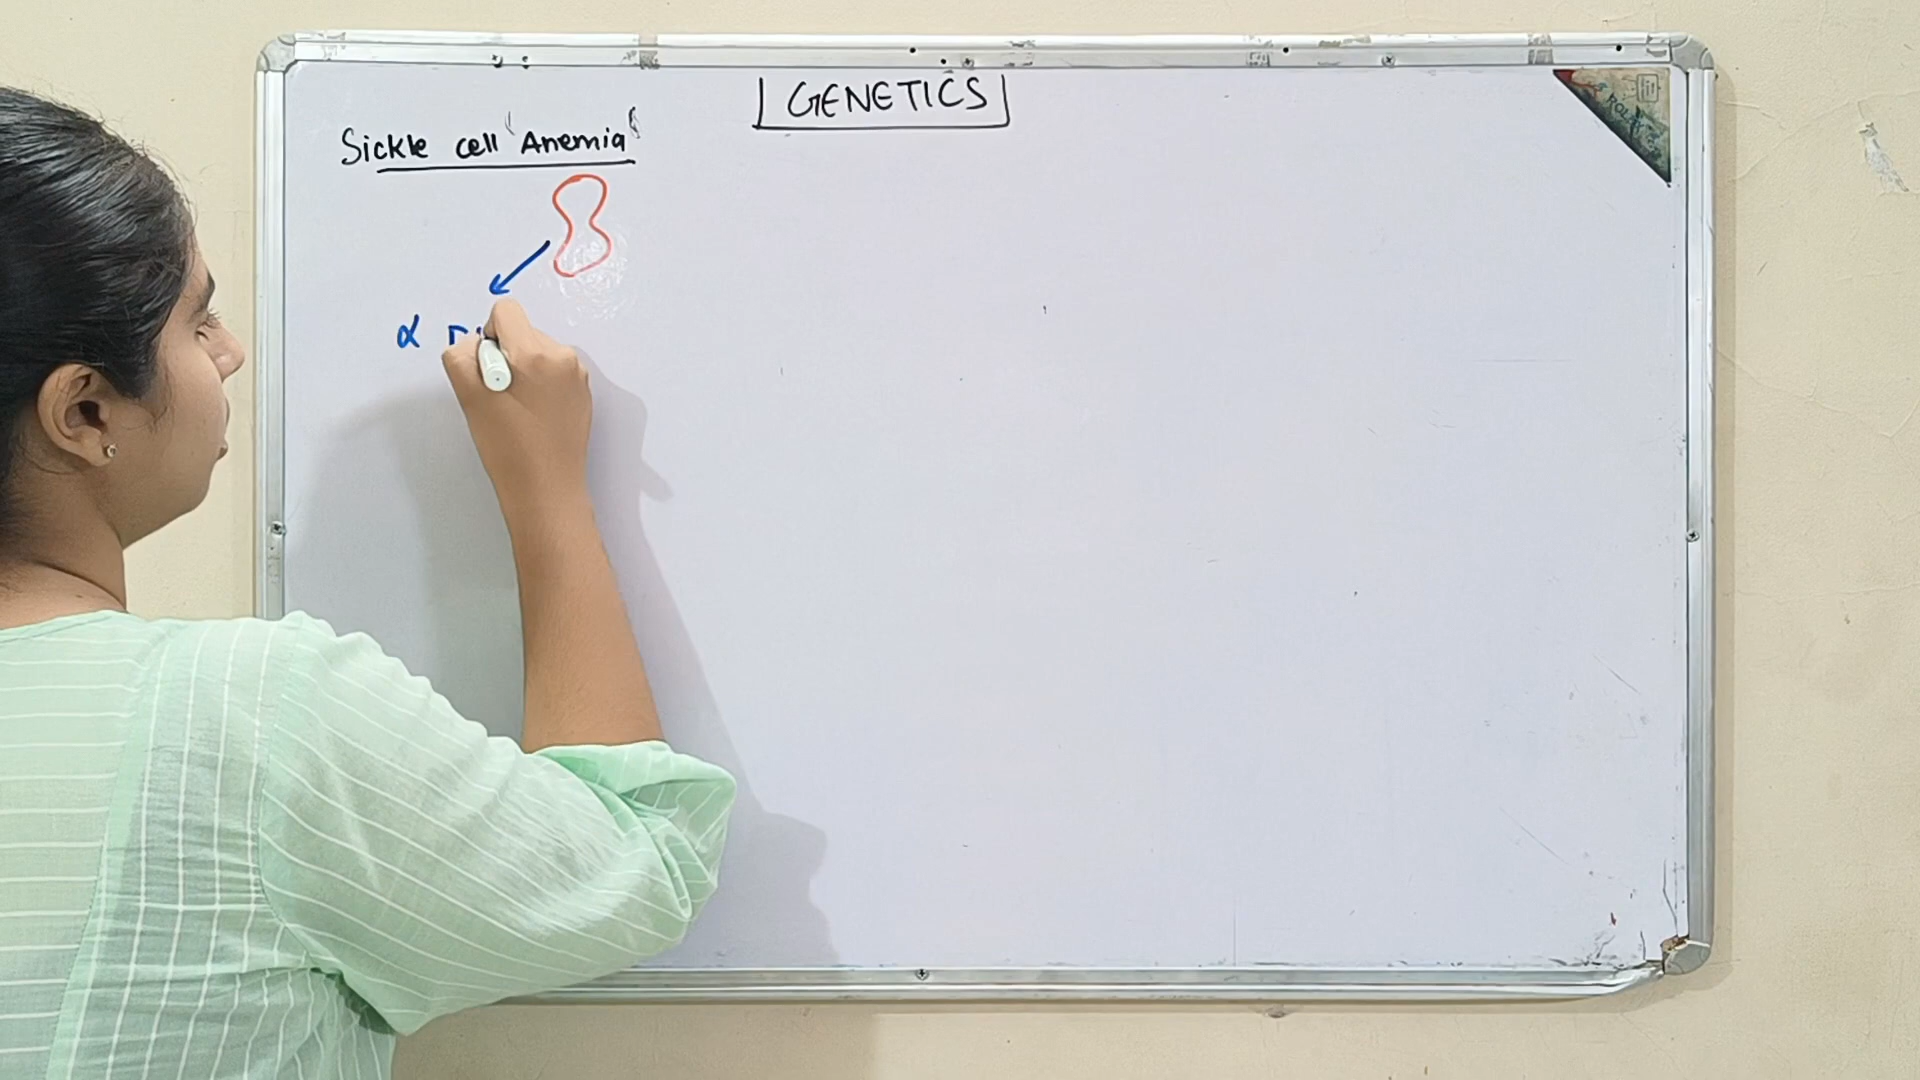 GENETICS
Sickle cell "Anemia"
α